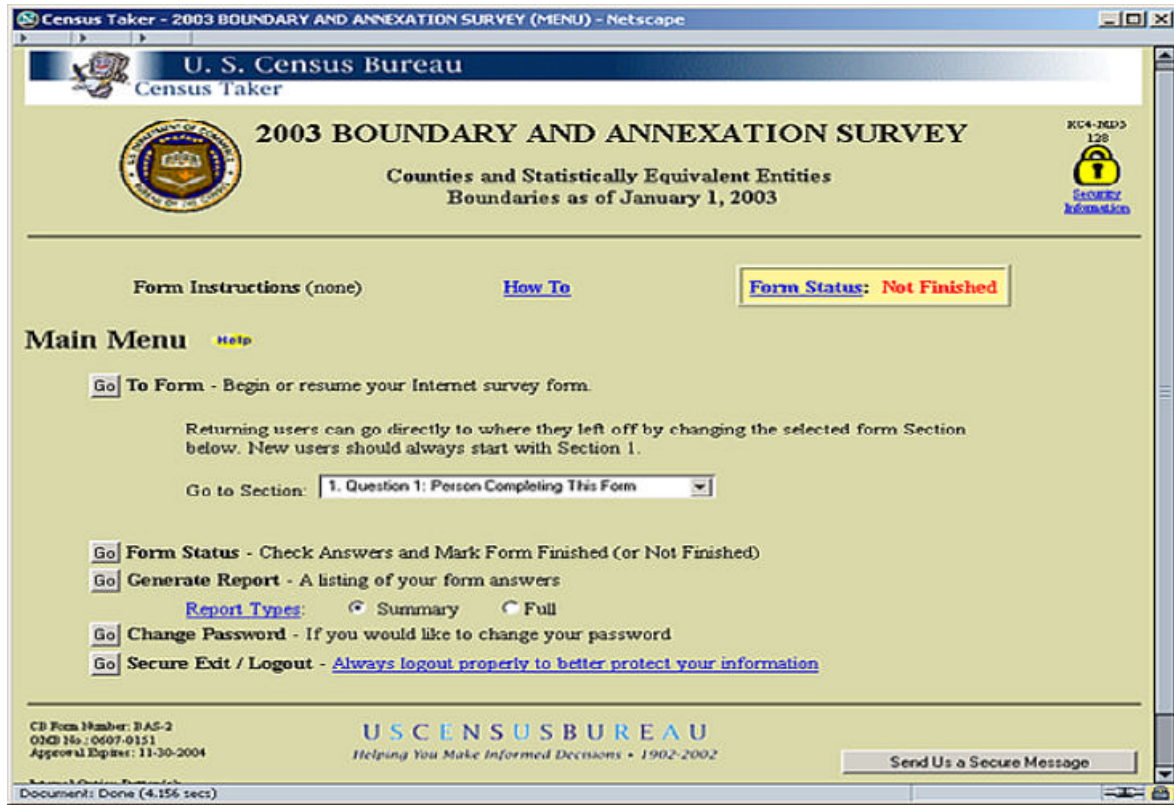 Census Taker - 2003 BOUNDARY AND ANNEXATION SURVEY (MENU) - Netscape
U. S. Census Bureau
Census Taker
2003 BOUNDARY AND ANNEXATION SURVEY
Counties and Statistically Equivalent Entities
Boundaries as of January 1, 2003
RC4-MD5
128
Security
Information
Form Instructions (none) How To Form Status: Not Finished
Main Menu Help
Go To Form - Begin or resume your Internet survey form.
Returning users can go directly to where they left off by changing the selected form Section
below. New users should always start with Section 1.
Go to Section: 1. Question 1: Person Completing This Form
Go Form Status - Check Answers and Mark Form Finished (or Not Finished)
Go Generate Report - A listing of your form answers
Report Types: Summary Full
Go Change Password - If you would like to change your password
Go Secure Exit / Logout - Always logout properly to better protect your information
CB Form Number: BAS-2
OMB No.: 0607-0151
Approval Expires: 11-30-2004
USCENSUSBUREAU
Helping You Make Informed Decisions • 1902-2002
Send Us a Secure Message
Document: Done (4.156 secs)